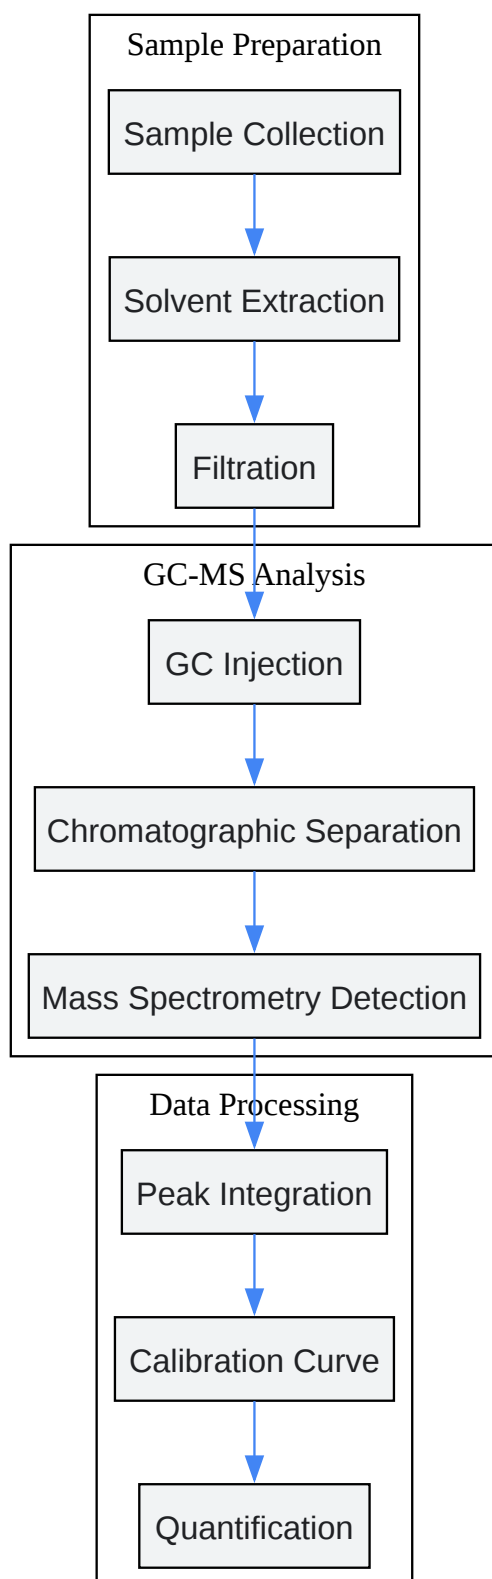 Sample Preparation
Sample Collection
Solvent Extraction
Filtration
GC-MS Analysis
GC Injection
Chromatographic Separation
Mass Spectrometry Detection
Data Processing
Peak Integration
Calibration Curve
Quantification